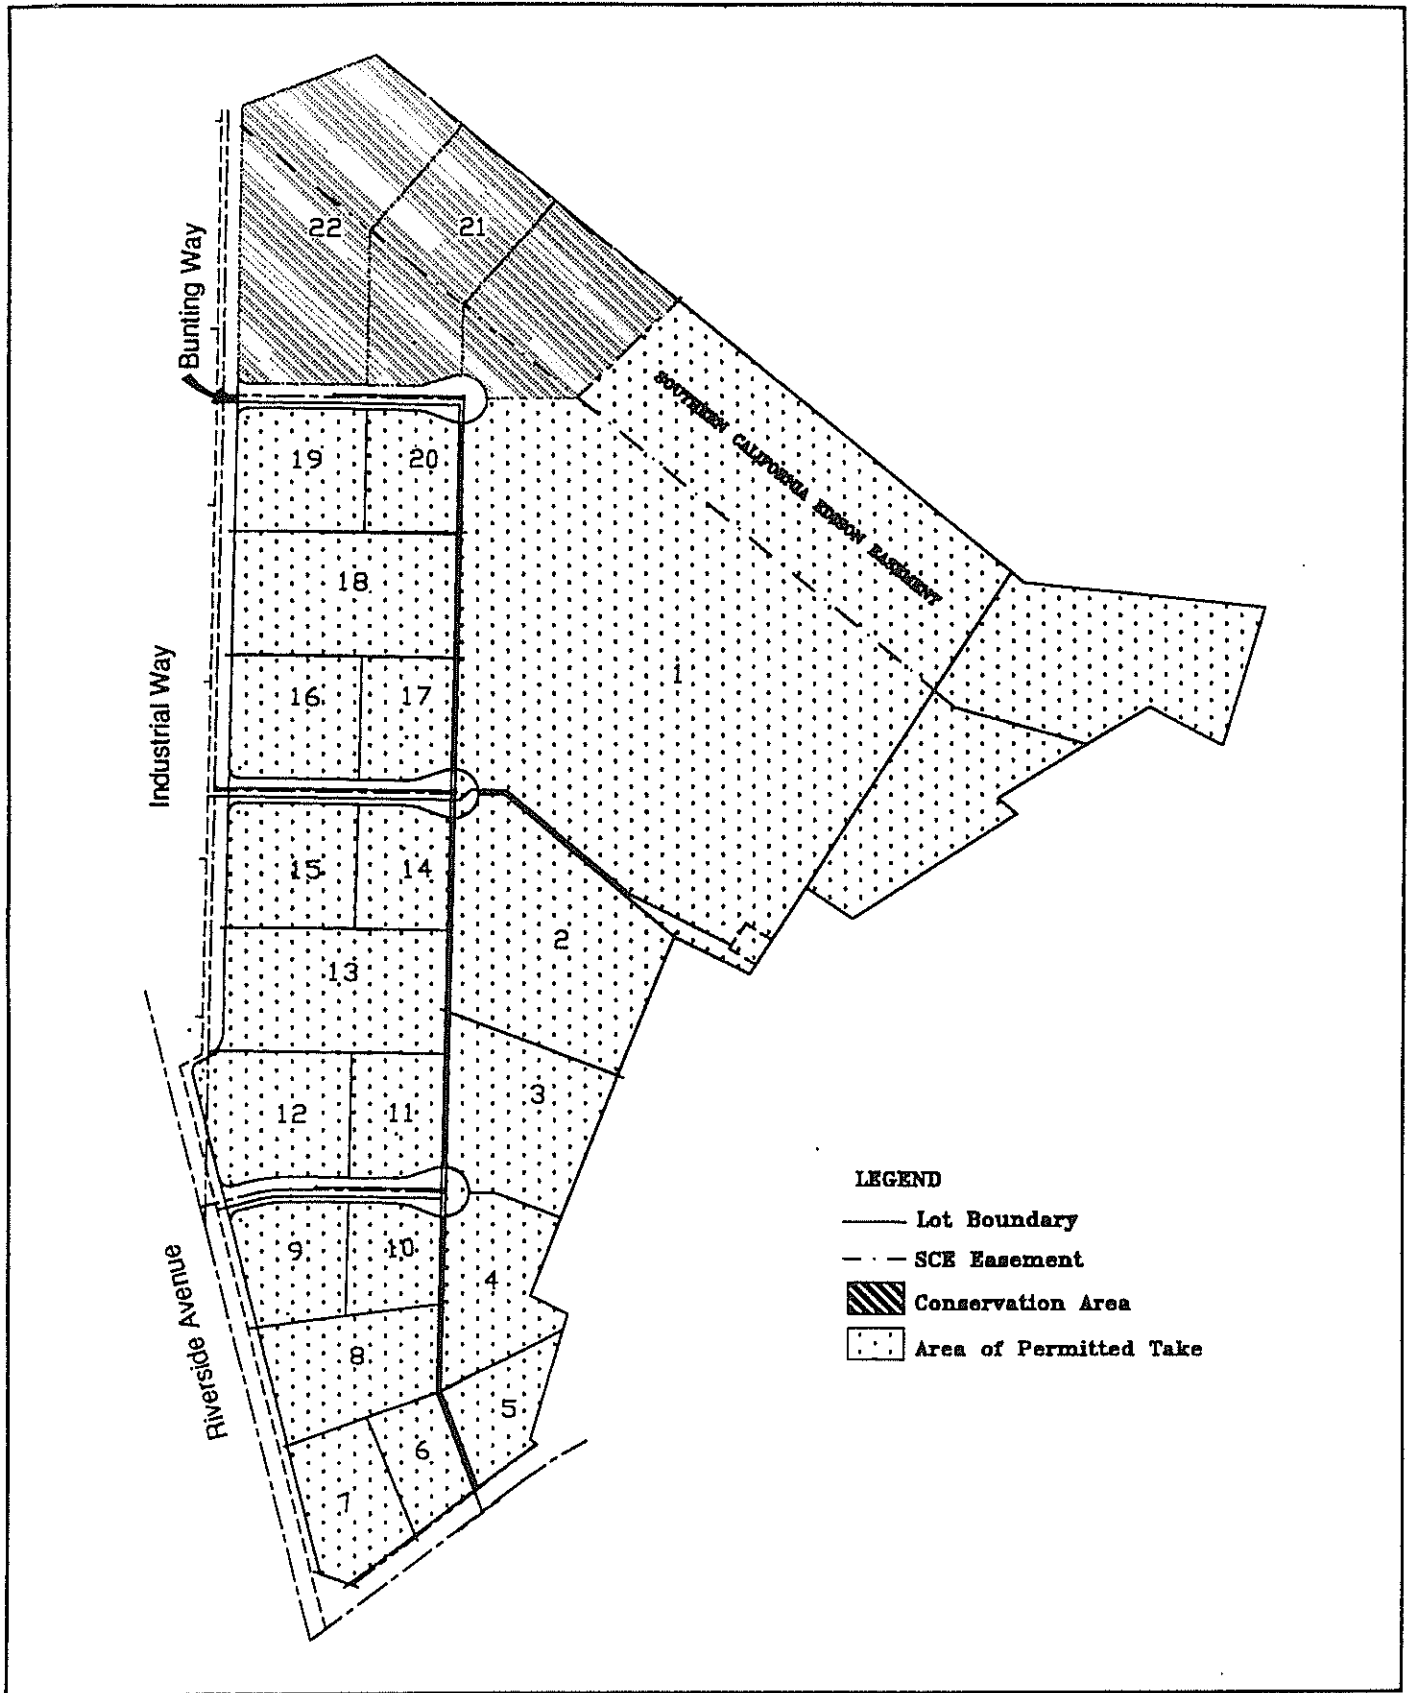 22
21
Bunting Way
SOUTHERN CALIFORNIA EDISON EASEMENT
19
20
18
1
16
17
Industrial Way
15
14
2
13
3
12
11
LEGEND
Lot Boundary
SCE Easement
Conservation Area
Area of Permitted Take
9
10
4
Riverside Avenue
8
5
6
7